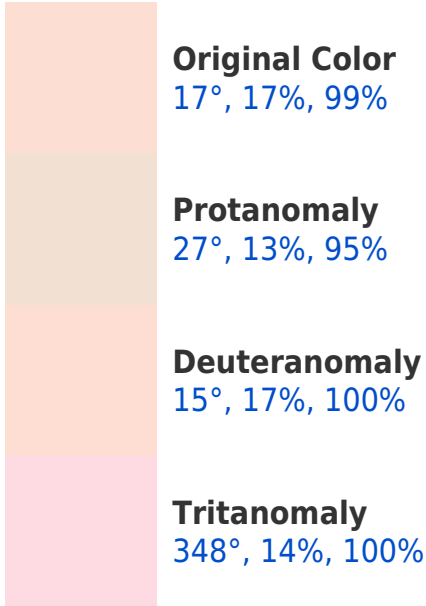 Original Color
17°, 17%, 99%
Protanomaly
27°, 13%, 95%
Deuteranomaly
15°, 17%, 100%
Tritanomaly
348°, 14%, 100%